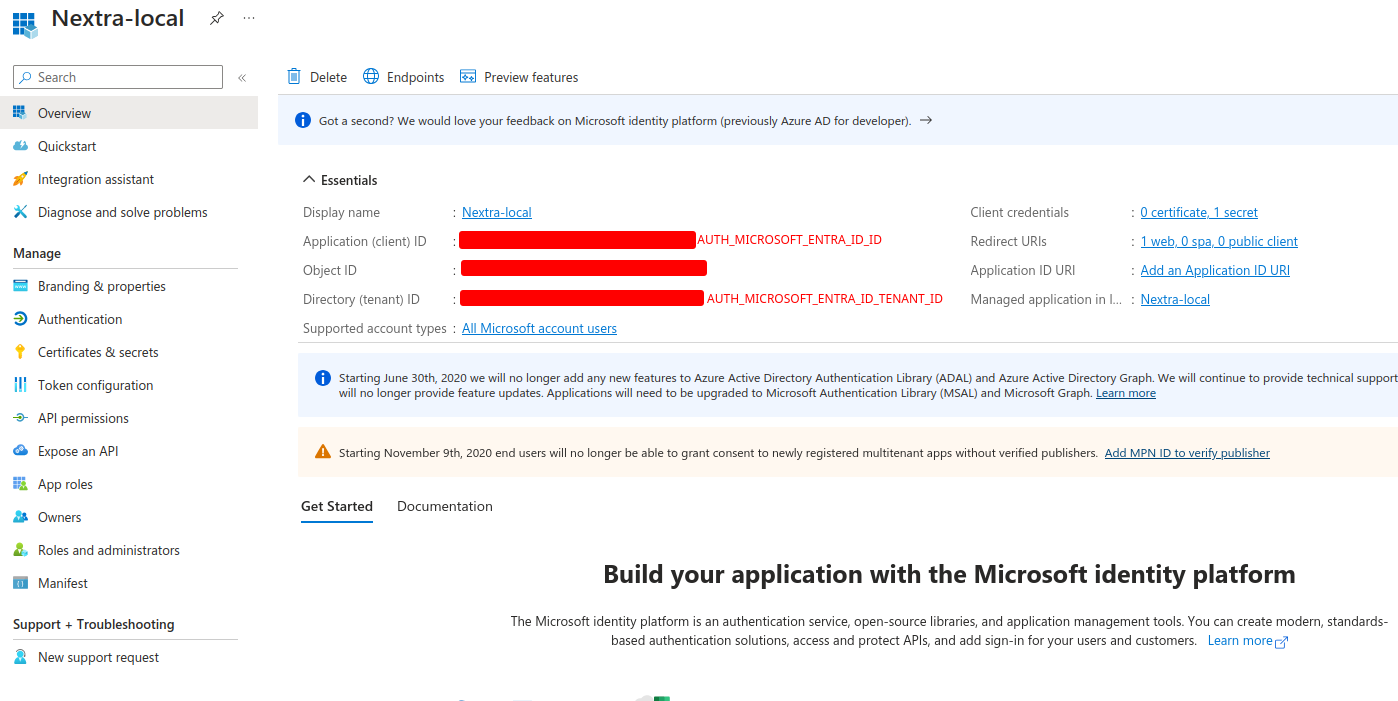 Nextra-local
Search
Overview
Quickstart
Integration assistant
Diagnose and solve problems
Manage
Branding & properties
Authentication
Certificates & secrets
Token configuration
API permissions
Expose an API
App roles
Owners
Roles and administrators
Manifest
Support + Troubleshooting
New support request
Delete Endpoints Preview features
Got a second? We would love your feedback on Microsoft identity platform (previously Azure AD for developer). →
Essentials
Display name : Nextra-local
Application (client) ID : AUTH_MICROSOFT_ENTRA_ID_ID
Object ID :
Directory (tenant) ID : AUTH_MICROSOFT_ENTRA_ID_TENANT_ID
Supported account types : All Microsoft account users
Client credentials : 0 certificate, 1 secret
Redirect URIs : 1 web, 0 spa, 0 public client
Application ID URI : Add an Application ID URI
Managed application in l... : Nextra-local
Starting June 30th, 2020 we will no longer add any new features to Azure Active Directory Authentication Library (ADAL) and Azure Active Directory Graph. We will continue to provide technical support
will no longer provide feature updates. Applications will need to be upgraded to Microsoft Authentication Library (MSAL) and Microsoft Graph. Learn more
Starting November 9th, 2020 end users will no longer be able to grant consent to newly registered multitenant apps without verified publishers. Add MPN ID to verify publisher
Get Started Documentation
Build your application with the Microsoft identity platform
The Microsoft identity platform is an authentication service, open-source libraries, and application management tools. You can create modern, standards-
based authentication solutions, access and protect APIs, and add sign-in for your users and customers. Learn more